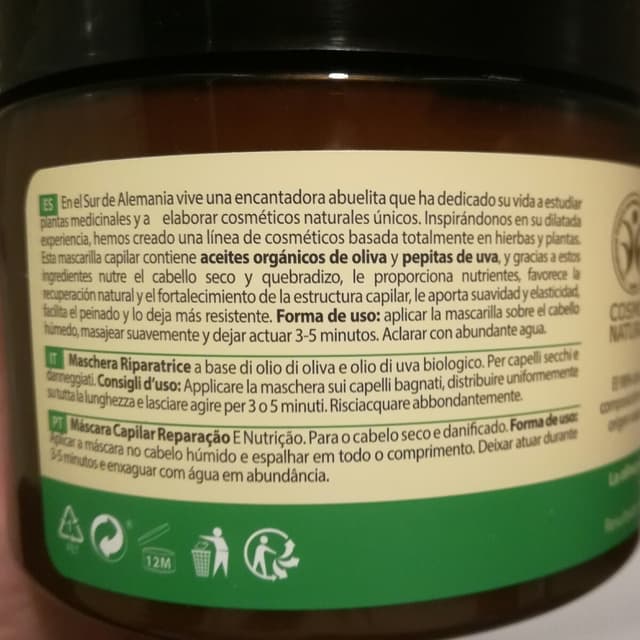 ES En el Sur de Alemania vive una encantadora abuelita que ha dedicado su vida a estudiar
plantas medicinales y a elaborar cosméticos naturales únicos. Inspirándonos en su dilatada
experiencia, hemos creado una línea de cosméticos basada totalmente en hierbas y plantas.
Esta mascarilla capilar contiene aceites orgánicos de oliva y pepitas de uva, y gracias a estos
ingredientes nutre el cabello seco y quebradizo, le proporciona nutrientes, favorece la
recuperación natural y el fortalecimiento de la estructura capilar, le aporta suavidad y elasticidad,
facilita el peinado y lo deja más resistente. Forma de uso: aplicar la mascarilla sobre el cabello
húmedo, masajear suavemente y dejar actuar 3-5 minutos. Aclarar con abundante agua.
IT Maschera Riparatrice a base di olio di oliva e olio di uva biologico. Per capelli secchi e
danneggiati. Consigli d'uso: Applicare la maschera sui capelli bagnati, distribuire uniformemente
su tutta la lunghezza e lasciare agire per 3 o 5 minuti. Risciacquare abbondantemente.
PT Máscara Capilar Reparação E Nutrição. Para o cabelo seco e danificado. Forma de uso:
Aplicar a máscara no cabelo húmido e espalhar em todo o comprimento. Deixar atuar durante
3-5 minutos e enxaguar com água em abundância.
PET
12M
COSM
NATU